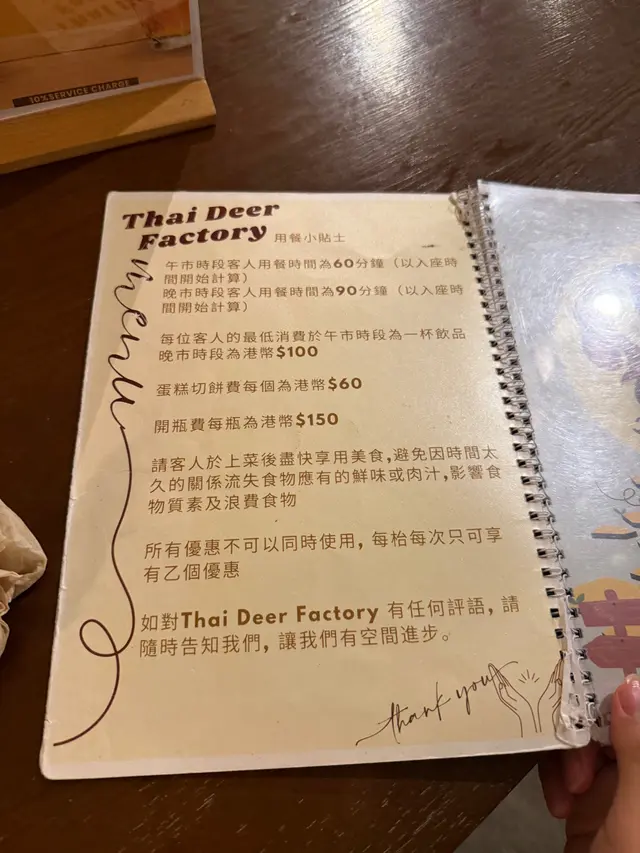 10% SERVICE CHARGE
Thai Deer
Factory 用餐小貼士
menu
午市時段客人用餐時間為60分鐘（以入座時
間開始計算）
晚市時段客人用餐時間為90分鐘（以入座時
間開始計算）
每位客人的最低消費於午市時段為一杯飲品
晚市時段為港幣$100
蛋糕切餅費每個為港幣$60
開瓶費每瓶為港幣$150
請客人於上菜後盡快享用美食,避免因時間太
久的關係流失食物應有的鮮味或肉汁,影響食
物質素及浪費食物
所有優惠不可以同時使用, 每枱每次只可享
有乙個優惠
如對Thai Deer Factory 有任何評語, 請
隨時告知我們, 讓我們有空間進步。
thank you